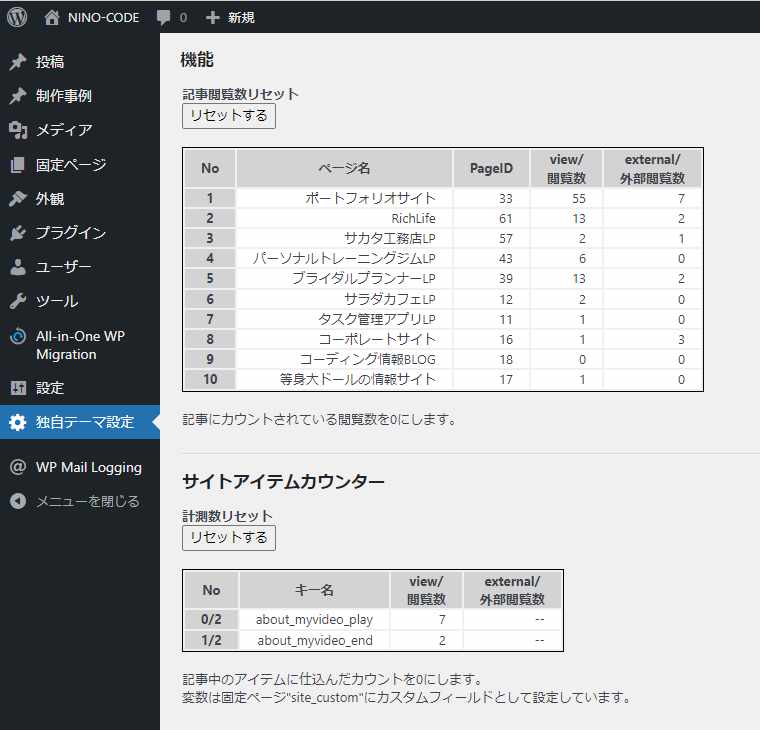 NINO-CODE 0 新規
投稿
制作事例
メディア
固定ページ
外観
プラグイン
ユーザー
ツール
All-in-One WP
Migration
設定
独自テーマ設定
WP Mail Logging
メニューを閉じる
機能
記事閲覧数リセット
リセットする
No ページ名 PageID view/閲覧数 external/外部閲覧数
1 ポートフォリオサイト 33 55 7
2 RichLife 61 13 2
3 サカタ工務店LP 57 2 1
4 パーソナルトレーニングジムLP 43 6 0
5 ブライダルプランナーLP 39 13 2
6 サラダカフェLP 12 2 0
7 タスク管理アプリLP 11 1 0
8 コーポレートサイト 16 1 3
9 コーディング情報BLOG 18 0 0
10 等身大ドールの情報サイト 17 1 0
記事にカウントされている閲覧数を0にします。
サイトアイテムカウンター
計測数リセット
リセットする
No キー名 view/閲覧数 external/外部閲覧数
0/2 about_myvideo_play 7 --
1/2 about_myvideo_end 2 --
記事中のアイテムに仕込んだカウントを0にします。
変数は固定ページ"site_custom"にカスタムフィールドとして設定しています。